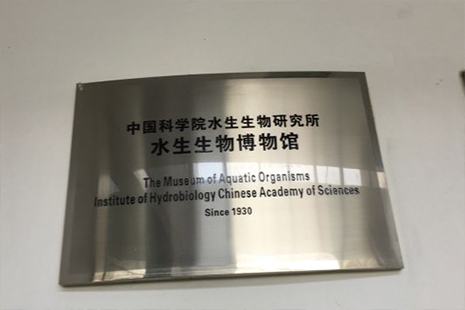 中国科学院水生生物研究所
水生生物博物馆
The Museum of Aquatic Organisms
Institute of Hydrobiology Chinese Academy of Sciences
Since 1930